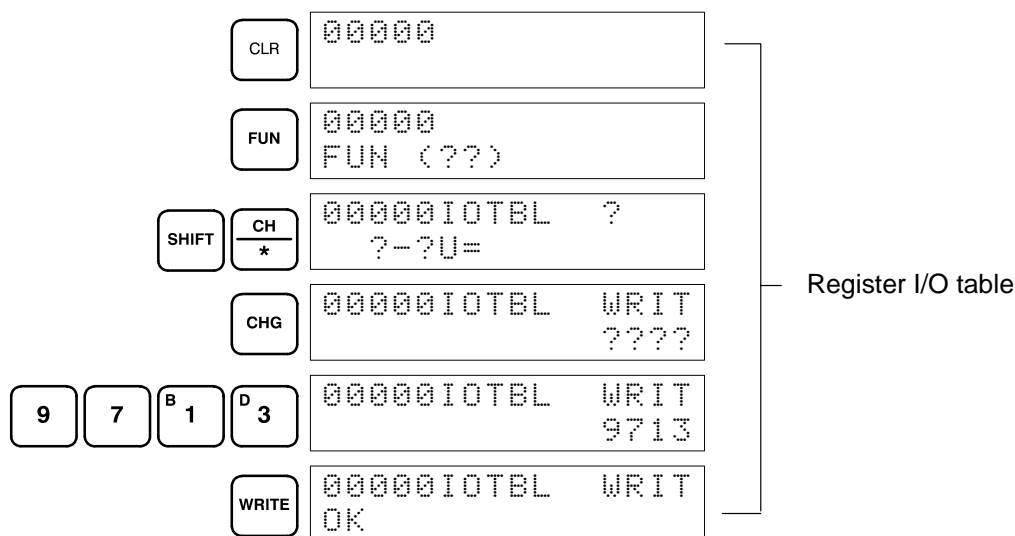 CLR
00000
FUN
00000
FUN (??)
SHIFT
CH
*
00000IOTBL ?
?-?U=
CHG
00000IOTBL WRIT
????
Register I/O table
9 7 B 1 D 3
00000IOTBL WRIT
9713
WRITE
00000IOTBL WRIT
OK